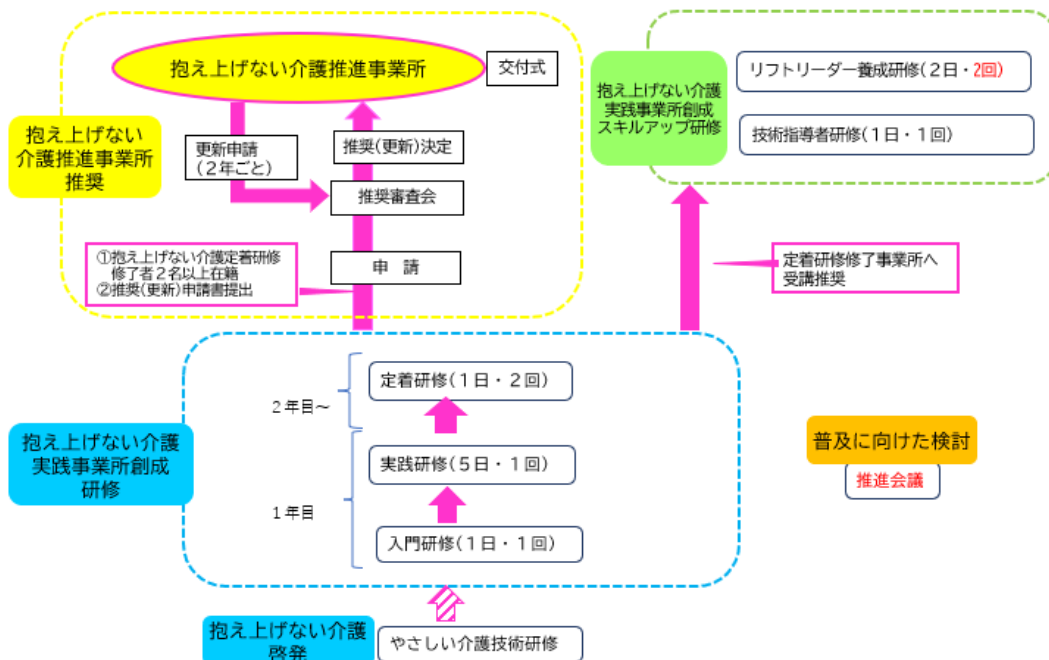 抱え上げない介護推進事業所
交付式
抱え上げない
介護推進事業所
推奨
更新申請
(２年ごと)
推奨(更新)決定
推奨審査会
申　請
①抱え上げない介護定着研修
修了者２名以上在籍
②推奨(更新)申請書提出
抱え上げない介護
実践事業所創成
スキルアップ研修
リフトリーダー養成研修(２日・2回)
技術指導者研修(１日・１回)
定着研修修了事業所へ
受講推奨
抱え上げない介護
実践事業所創成
研修
２年目～
定着研修(１日・２回)
１年目
実践研修(５日・１回)
入門研修(１日・１回)
普及に向けた検討
推進会議
抱え上げない介護
啓発
やさしい介護技術研修